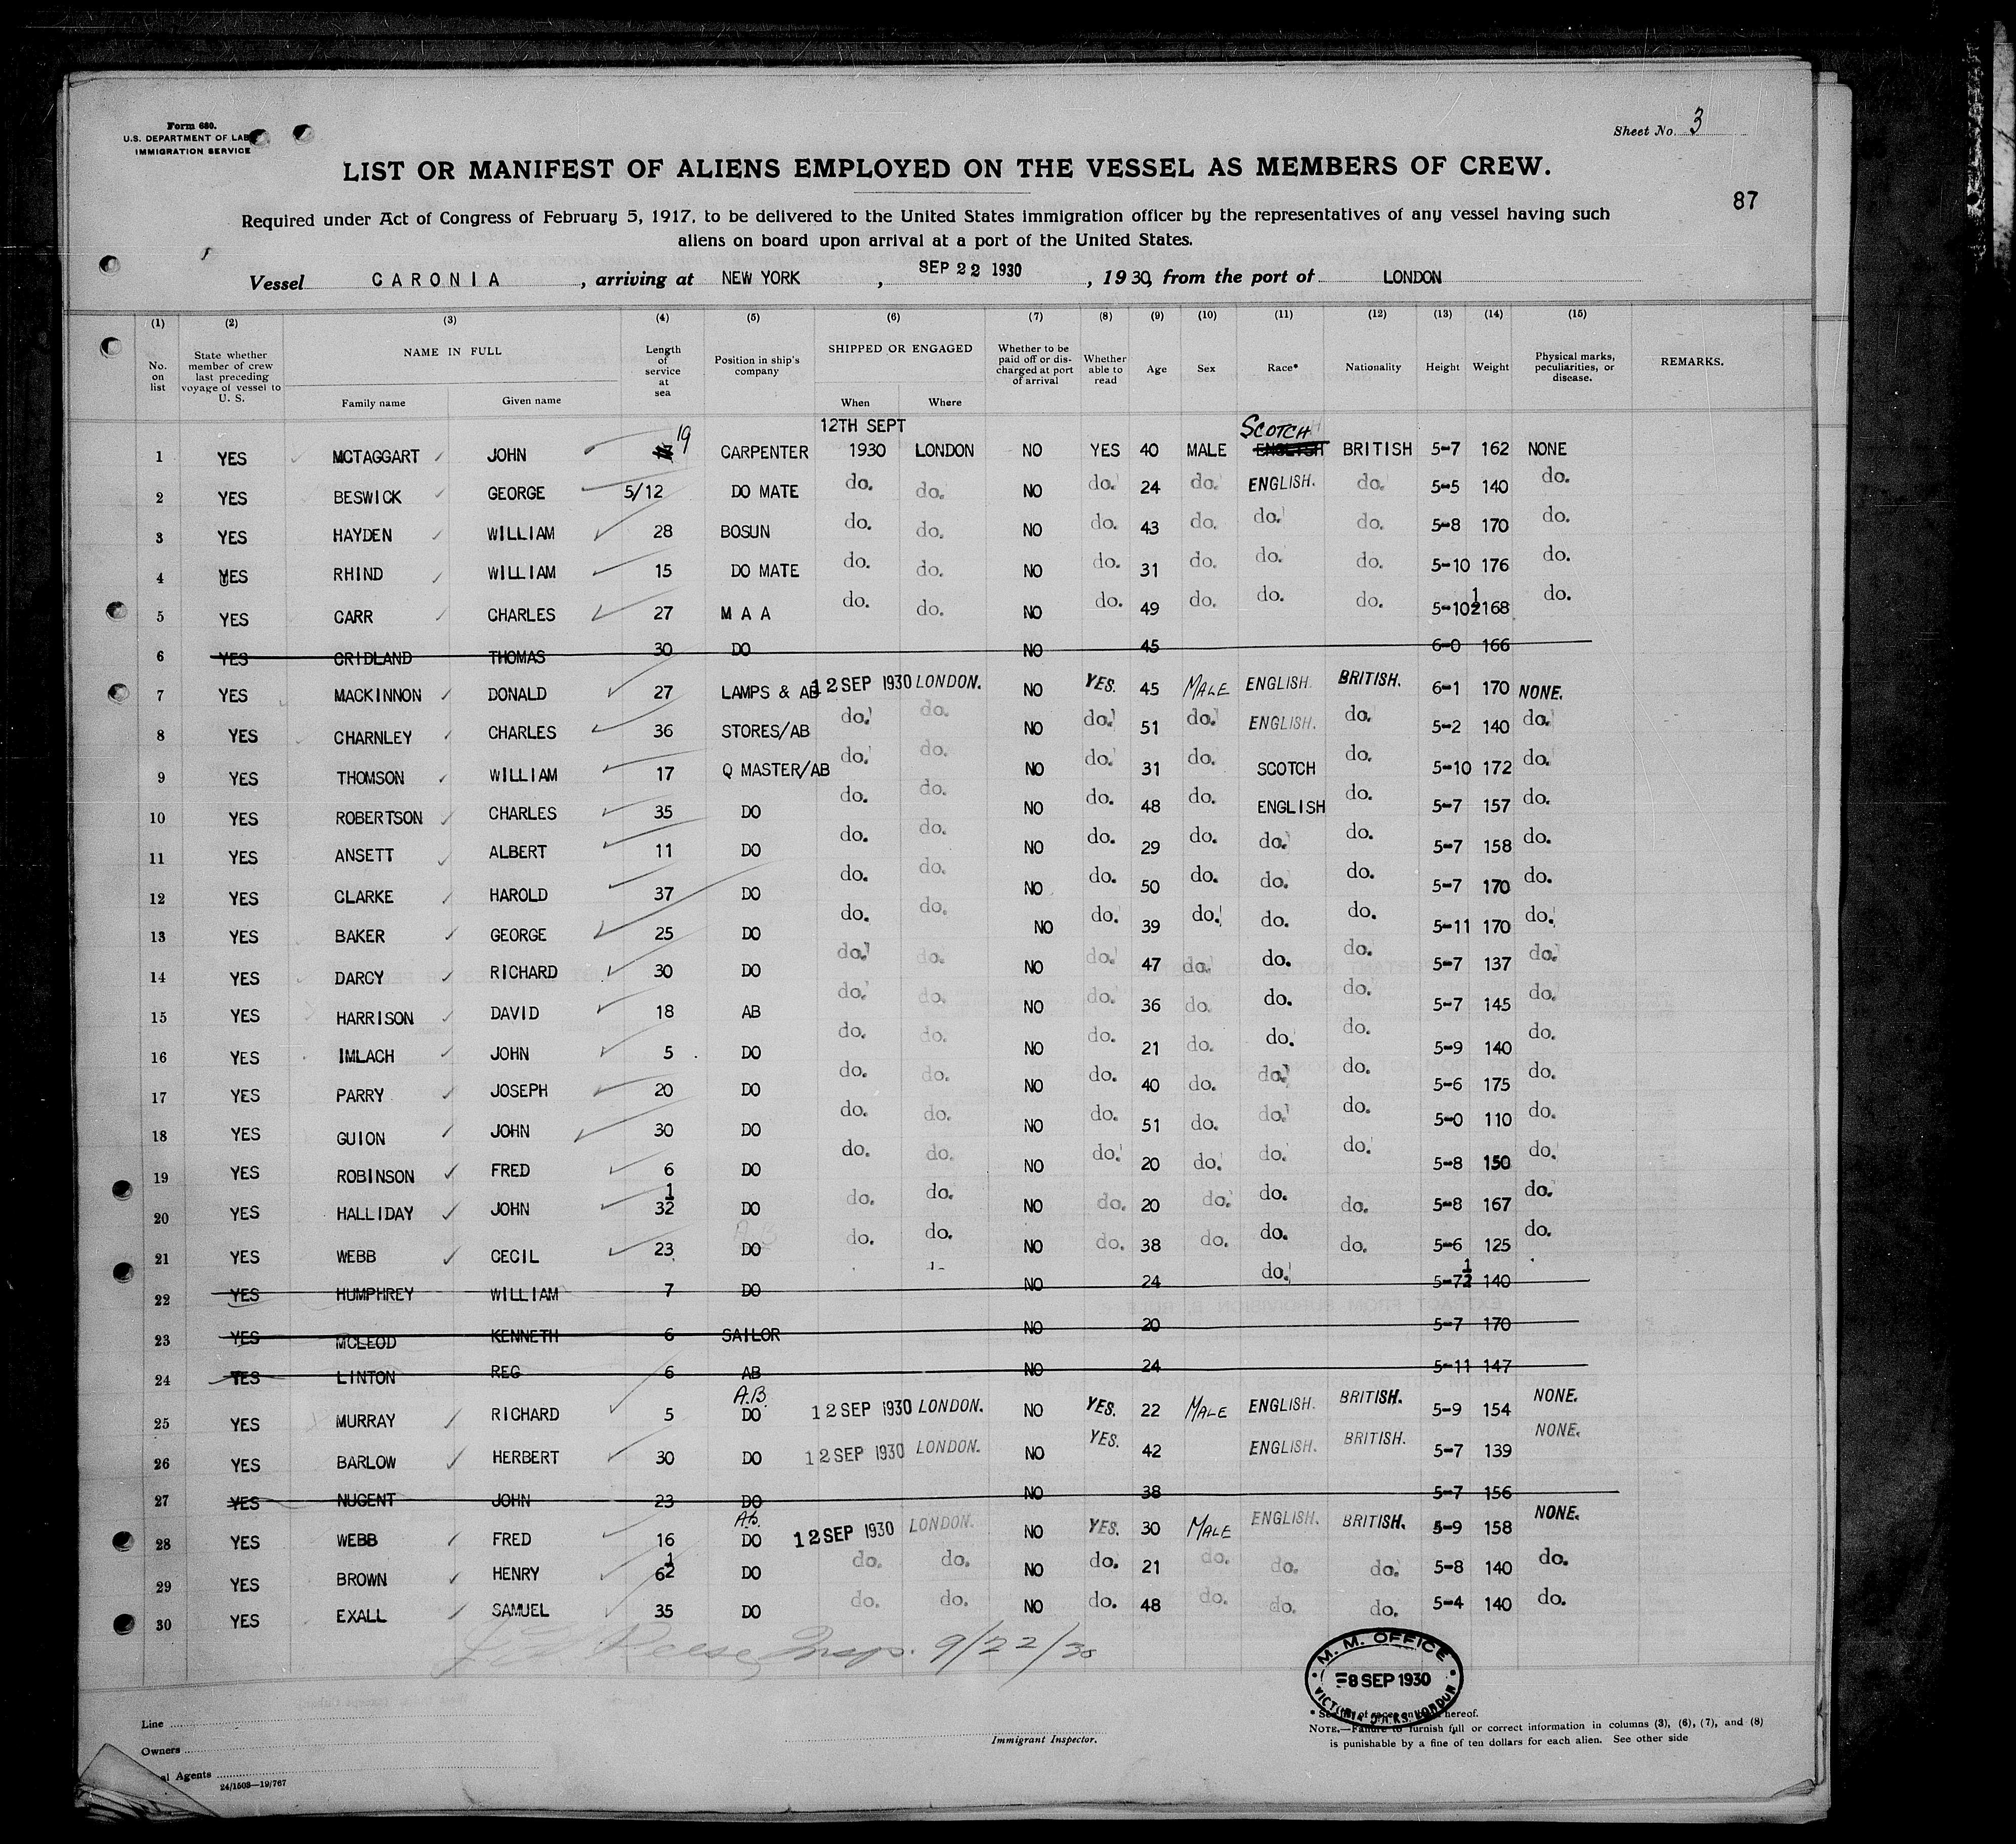 Form 680.
U.S. DEPARTMENT OF LAB
IMMIGRATION SERVICE
Sheet No. 3
LIST OR MANIFEST OF ALIENS EMPLOYED ON THE VESSEL AS MEMBERS OF CREW.
87
Required under Act of Congress of February 5, 1917, to be delivered to the United States immigration officer by the representatives of any vessel having such
aliens on board upon arrival at a port of the United States.
Vessel CARONIA, arriving at NEW YORK, SEP 22 1930, 1930, from the port of LONDON
(1) (2) (3) (4) (5) (6) (7) (8) (9) (10) (11) (12) (13) (14) (15)
No. on list State whether member of crew last preceding voyage of vessel to U. S. NAME IN FULL Length of service at sea Position in ship's company SHIPPED OR ENGAGED Whether to be paid off or discharged at port of arrival Whether able to read Age Sex Race* Nationality Height Weight Physical marks, peculiarities, or disease. REMARKS.
Family name Given name When Where
12TH SEPT SCOTCH
1 YES MCTAGGART JOHN 19 CARPENTER 1930 LONDON NO YES 40 MALE ENGLISH BRITISH 5-7 162 NONE
2 YES BESWICK GEORGE 5/12 DO MATE do. do. NO do. 24 do. ENGLISH. do. 5-5 140 do.
3 YES HAYDEN WILLIAM 28 BOSUN do. do. NO do. 43 do. do. do. 5-8 170 do.
4 YES RHIND WILLIAM 15 DO MATE do. do. NO do. 31 do. do. do. 5-10 176 do.
5 YES CARR CHARLES 27 M A A do. do. NO do. 49 do. do. do. 5-10½ 168 do.
6 YES CRIDLAND THOMAS 30 DO NO 45 6-0 166
7 YES MACKINNON DONALD 27 LAMPS & AB 12 SEP 1930 LONDON. NO YES. 45 MALE ENGLISH. BRITISH. 6-1 170 NONE.
8 YES CHARNLEY CHARLES 36 STORES/AB do. do. NO do. 51 do. ENGLISH. do. 5-2 140 do.
9 YES THOMSON WILLIAM 17 Q MASTER/AB do. do. NO do. 31 do. SCOTCH do. 5-10 172 do.
10 YES ROBERTSON CHARLES 35 DO do. do. NO do. 48 do. ENGLISH do. 5-7 157 do.
11 YES ANSETT ALBERT 11 DO do. do. NO do. 29 do. do. do. 5-7 158 do.
12 YES CLARKE HAROLD 37 DO do. do. NO do. 50 do. do. do. 5-7 170 do.
13 YES BAKER GEORGE 25 DO do. do. NO do. 39 do. do. do. 5-11 170 do.
14 YES DARCY RICHARD 30 DO do. do. NO do. 47 do. do. do. 5-7 137 do.
15 YES HARRISON DAVID 18 AB do. do. NO do. 36 do. do. do. 5-7 145 do.
16 YES IMLACH JOHN 5 DO do. do. NO do. 21 do. do. do. 5-9 140 do.
17 YES PARRY JOSEPH 20 DO do. do. NO do. 40 do. do. do. 5-6 175 do.
18 YES GUION JOHN 30 DO do. do. NO do. 51 do. do. do. 5-0 110 do.
19 YES ROBINSON FRED 6 DO do. do. NO do. 20 do. do. do. 5-8 150 do.
20 YES HALLIDAY JOHN 3½ DO do. do. NO do. 20 do. do. do. 5-8 167 do.
21 YES WEBB CECIL 23 DO do. do. NO do. 38 do. do. do. 5-6 125 do.
22 YES HUMPHREY WILLIAM 7 DO NO 24 do. 5-7½ 140
23 YES MCLEOD KENNETH 6 SAILOR NO 20 5-7 170
24 YES LINTON REG 6 AB NO 24 5-11 147
A.B.
25 YES MURRAY RICHARD 5 DO 12 SEP 1930 LONDON. NO YES. 22 MALE ENGLISH. BRITISH. 5-9 154 NONE.
26 YES BARLOW HERBERT 30 DO 12 SEP 1930 LONDON. NO YES. 42 ENGLISH. BRITISH. 5-7 139 NONE.
27 YES NUGENT JOHN 23 DO NO 38 5-7 156
A.B.
28 YES WEBB FRED 16 DO 12 SEP 1930 LONDON. NO YES. 30 MALE ENGLISH. BRITISH. 5-9 158 NONE.
29 YES BROWN HENRY 6½ DO do. do. NO do. 21 do. do. do. 5-8 140 do.
30 YES EXALL SAMUEL 35 DO do. do. NO do. 48 do. do. do. 5-4 140 do.
Reese Insp. 9/22/30
M. M. OFFICE
8 SEP 1930
LONDON
Line
Owners
al Agents
24/1508—19/767
Immigrant Inspector.
* of races on hereof.
NOTE.—Failure to furnish full or correct information in columns (3), (6), (7), and (8)
is punishable by a fine of ten dollars for each alien. See other side